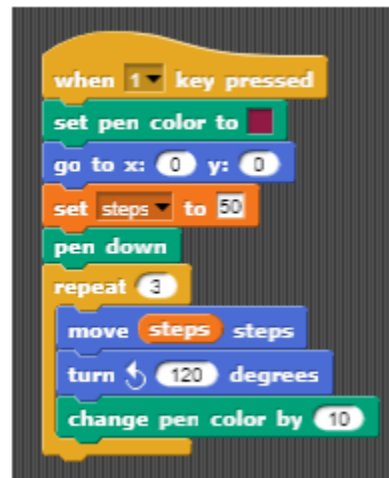 when 1 key pressed
set pen color to
go to x: 0 y: 0
set steps to 50
pen down
repeat 3
move steps steps
turn 120 degrees
change pen color by 10